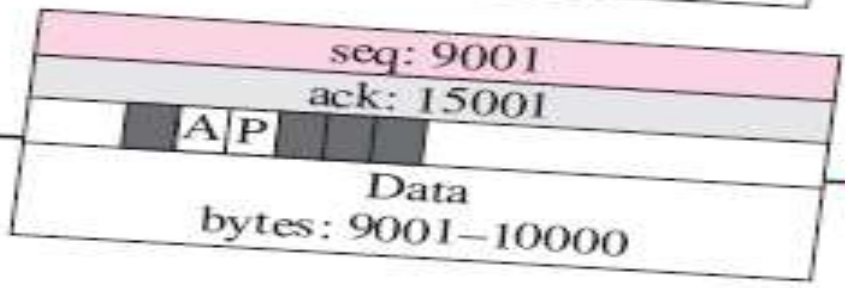 seq: 9001
ack: 15001
A P
Data
bytes: 9001–10000